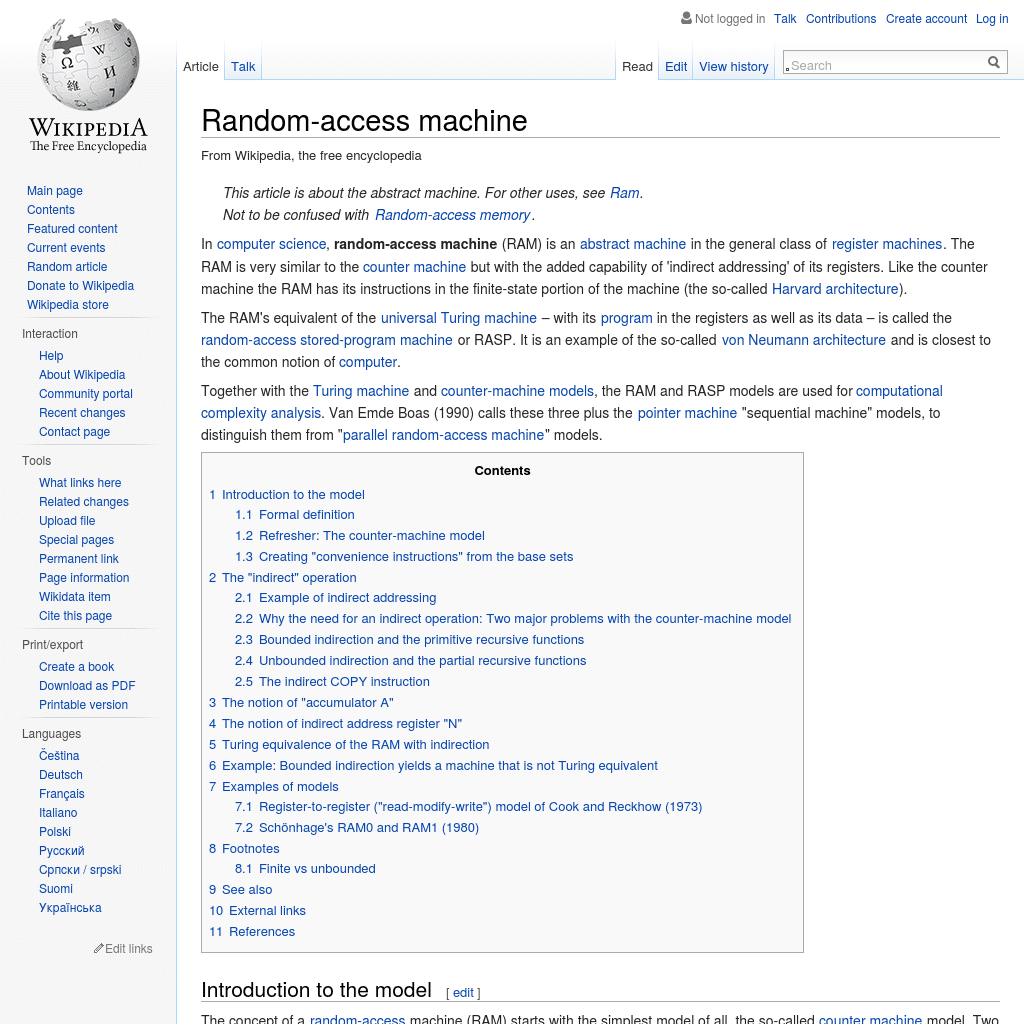 Not logged in Talk Contributions Create account Log in
Article Talk Read Edit View history Search
WIKIPEDIA
The Free Encyclopedia
Main page
Contents
Featured content
Current events
Random article
Donate to Wikipedia
Wikipedia store
Interaction
Help
About Wikipedia
Community portal
Recent changes
Contact page
Tools
What links here
Related changes
Upload file
Special pages
Permanent link
Page information
Wikidata item
Cite this page
Print/export
Create a book
Download as PDF
Printable version
Languages
Čeština
Deutsch
Français
Italiano
Polski
Русский
Српски / srpski
Suomi
Українська
Edit links
Random-access machine
From Wikipedia, the free encyclopedia
This article is about the abstract machine. For other uses, see Ram.
Not to be confused with Random-access memory.
In computer science, random-access machine (RAM) is an abstract machine in the general class of register machines. The
RAM is very similar to the counter machine but with the added capability of 'indirect addressing' of its registers. Like the counter
machine the RAM has its instructions in the finite-state portion of the machine (the so-called Harvard architecture).
The RAM's equivalent of the universal Turing machine – with its program in the registers as well as its data – is called the
random-access stored-program machine or RASP. It is an example of the so-called von Neumann architecture and is closest to
the common notion of computer.
Together with the Turing machine and counter-machine models, the RAM and RASP models are used for computational
complexity analysis. Van Emde Boas (1990) calls these three plus the pointer machine "sequential machine" models, to
distinguish them from "parallel random-access machine" models.
Contents
1 Introduction to the model
1.1 Formal definition
1.2 Refresher: The counter-machine model
1.3 Creating "convenience instructions" from the base sets
2 The "indirect" operation
2.1 Example of indirect addressing
2.2 Why the need for an indirect operation: Two major problems with the counter-machine model
2.3 Bounded indirection and the primitive recursive functions
2.4 Unbounded indirection and the partial recursive functions
2.5 The indirect COPY instruction
3 The notion of "accumulator A"
4 The notion of indirect address register "N"
5 Turing equivalence of the RAM with indirection
6 Example: Bounded indirection yields a machine that is not Turing equivalent
7 Examples of models
7.1 Register-to-register ("read-modify-write") model of Cook and Reckhow (1973)
7.2 Schönhage's RAM0 and RAM1 (1980)
8 Footnotes
8.1 Finite vs unbounded
9 See also
10 External links
11 References
Introduction to the model [ edit ]
The concept of a random-access machine (RAM) starts with the simplest model of all, the so-called counter machine model. Two